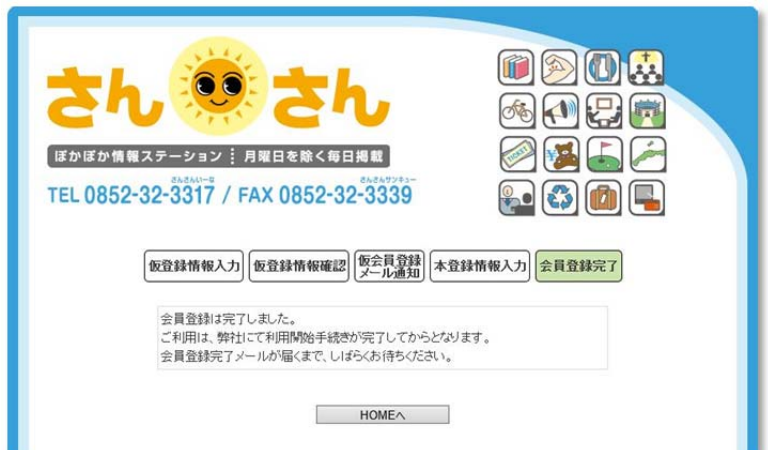 さんさん
ぽかぽか情報ステーション 月曜日を除く毎日掲載
さんさんいーな さんさんサンキュー
TEL 0852-32-3317 / FAX 0852-32-3339
TICKET
仮登録情報入力 仮登録情報確認 仮会員登録メール通知 本登録情報入力 会員登録完了
会員登録は完了しました。
ご利用は、弊社にて利用開始手続きが完了してからとなります。
会員登録完了メールが届くまで、しばらくお待ちください。
HOMEへ